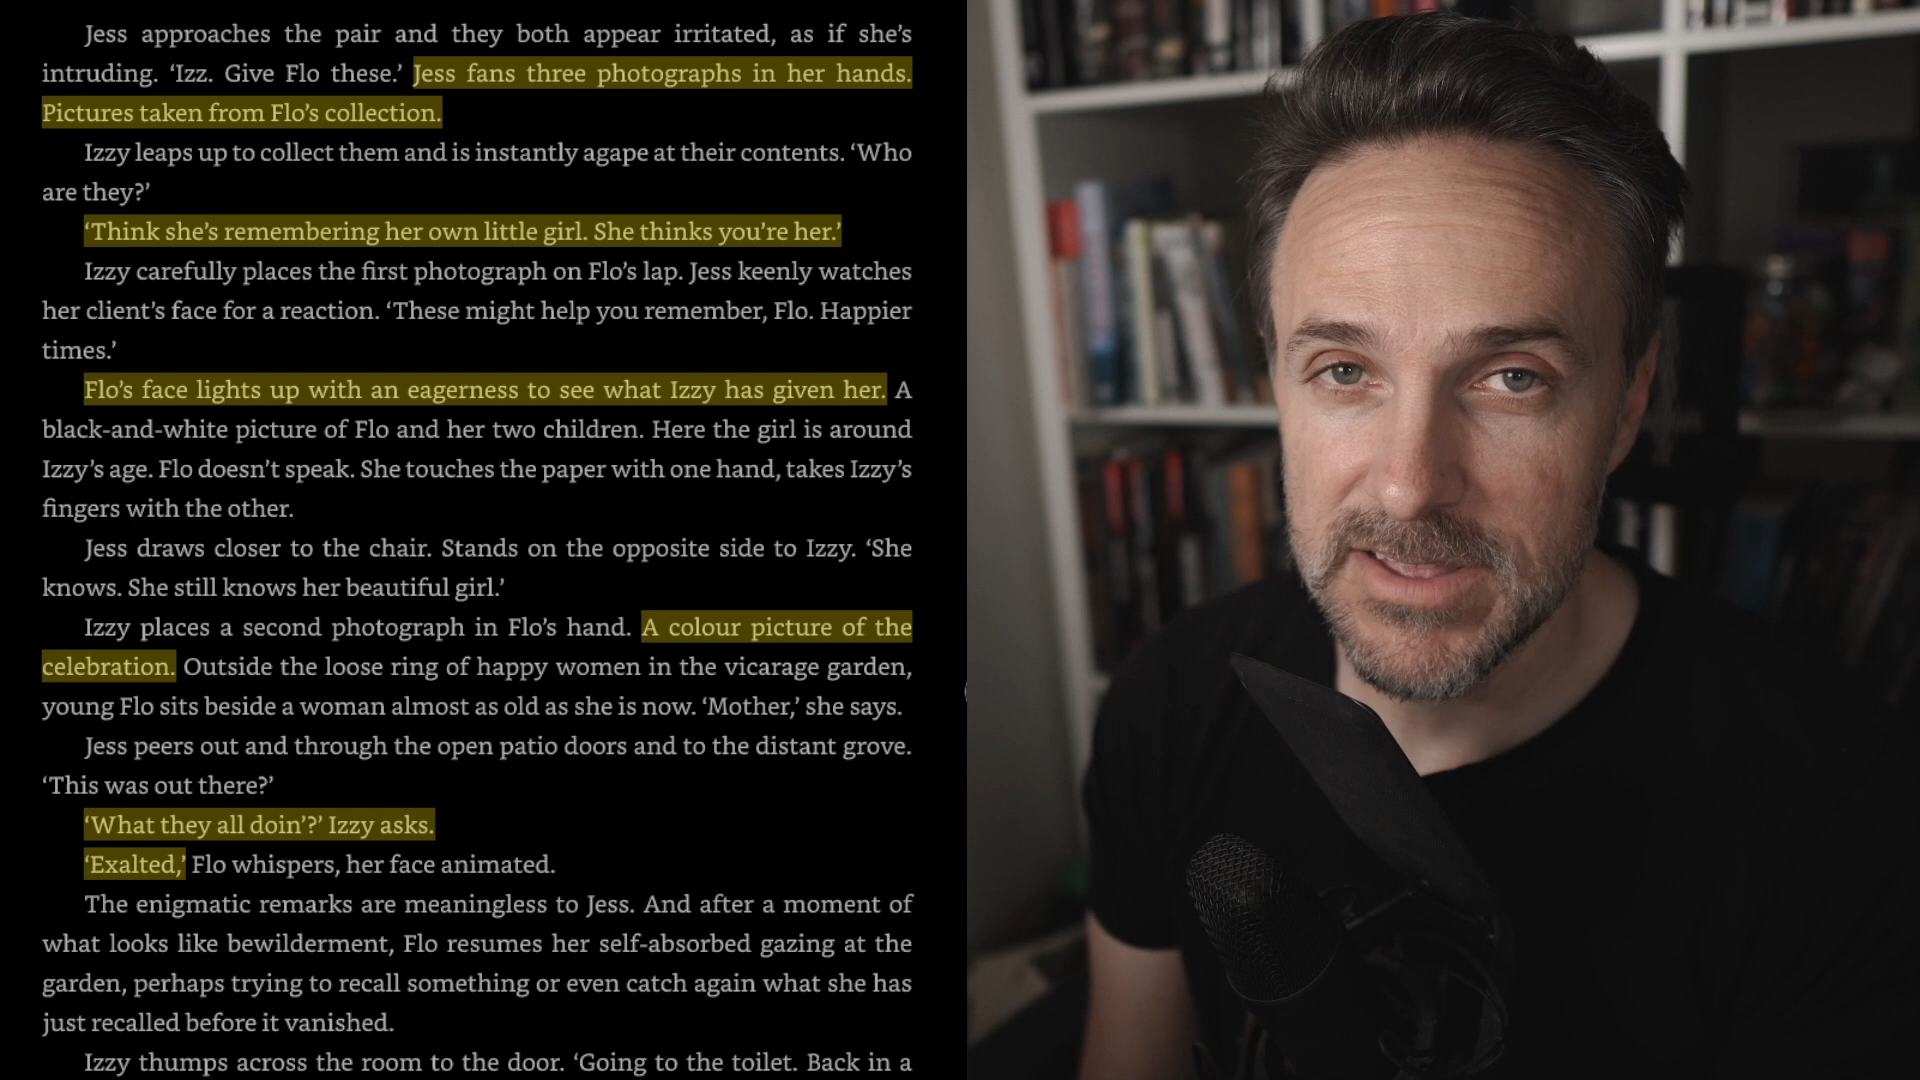 Jess approaches the pair and they both appear irritated, as if she’s
intruding. ‘Izz. Give Flo these.’ Jess fans three photographs in her hands.
Pictures taken from Flo’s collection.
Izzy leaps up to collect them and is instantly agape at their contents. ‘Who
are they?’
‘Think she’s remembering her own little girl. She thinks you’re her.’
Izzy carefully places the first photograph on Flo’s lap. Jess keenly watches
her client’s face for a reaction. ‘These might help you remember, Flo. Happier
times.’
Flo’s face lights up with an eagerness to see what Izzy has given her. A
black-and-white picture of Flo and her two children. Here the girl is around
Izzy’s age. Flo doesn’t speak. She touches the paper with one hand, takes Izzy’s
fingers with the other.
Jess draws closer to the chair. Stands on the opposite side to Izzy. ‘She
knows. She still knows her beautiful girl.’
Izzy places a second photograph in Flo’s hand. A colour picture of the
celebration. Outside the loose ring of happy women in the vicarage garden,
young Flo sits beside a woman almost as old as she is now. ‘Mother,’ she says.
Jess peers out and through the open patio doors and to the distant grove.
‘This was out there?’
‘What they all doin’?’ Izzy asks.
‘Exalted,’ Flo whispers, her face animated.
The enigmatic remarks are meaningless to Jess. And after a moment of
what looks like bewilderment, Flo resumes her self-absorbed gazing at the
garden, perhaps trying to recall something or even catch again what she has
just recalled before it vanished.
Izzy thumps across the room to the door. ‘Going to the toilet. Back in a